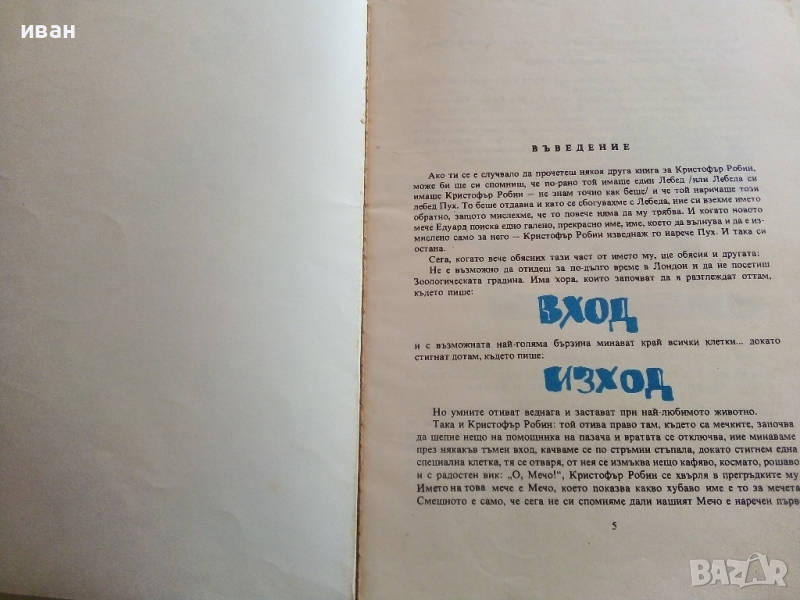 иван
ВЪВЕДЕНИЕ
Ако ти се е случвало да прочетеш някоя друга книга за Кристофър Робин,
може би ще си спомниш, че по-рано той имаше един Лебед /или Лебеда си
имаше Кристофър Робин — не знам точно как беше/ и че той наричаше този
лебед Пух. То беше отдавна и като се сбогувахме с Лебеда, ние си взехме името
обратно, защото мислехме, че то повече няма да му трябва. И когато новото
мече Едуард поиска едно галено, прекрасно име, име, което да вълнува и да е из-
мислено само за него — Кристофър Робин изведнаж го нарече Пух. И така си
остана.
Сега, когато вече обясних тази част от името му, ще обясня и другата:
Не е възможно да отидеш за по-дълго време в Лондон и да не посетиш
Зоологическата градина. Има хора, които започват да я разглеждат оттам,
където пише:
ВХОД
и с възможната най-голяма бързина минават край всички клетки... докато
стигнат дотам, където пише:
ИЗХОД
Но умните отиват веднага и застават при най-любимото животно.
Така и Кристофър Робин: той отива право там, където са мечките, започва
да шепне нещо на помощника на пазача и вратата се отключва, ние минаваме
през някакъв тъмен вход, качваме се по стръмни стъпала, докато стигнем една
специална клетка, тя се отваря, от нея се измъква нещо кафяво, космато, рошаво
и с радостен вик: „О, Мечо!“, Кристофър Робин се хвърля в прегръдките му
Името на това мече е Мечо, което показва какво хубаво име е то за мечета
Смешното е само, че сега не си спомняме дали нашият Мечо е наречен първ
5
BAZAR